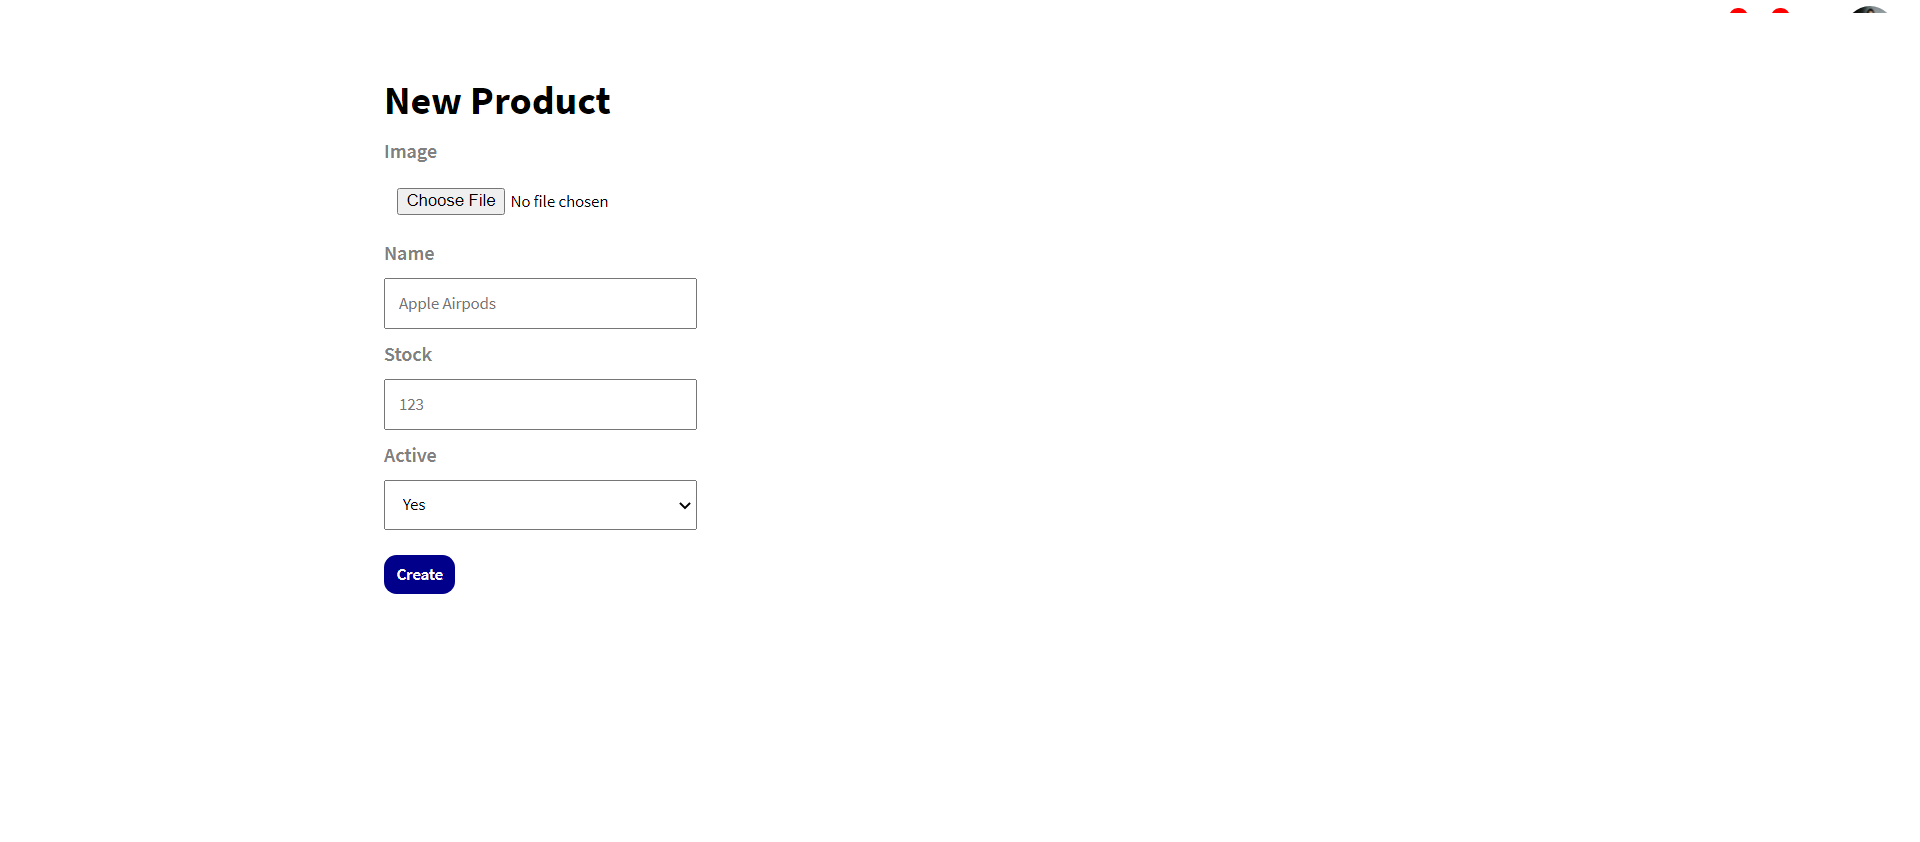 New Product
Image
Choose File No file chosen
Name
Apple Airpods
Stock
123
Active
Yes
Create